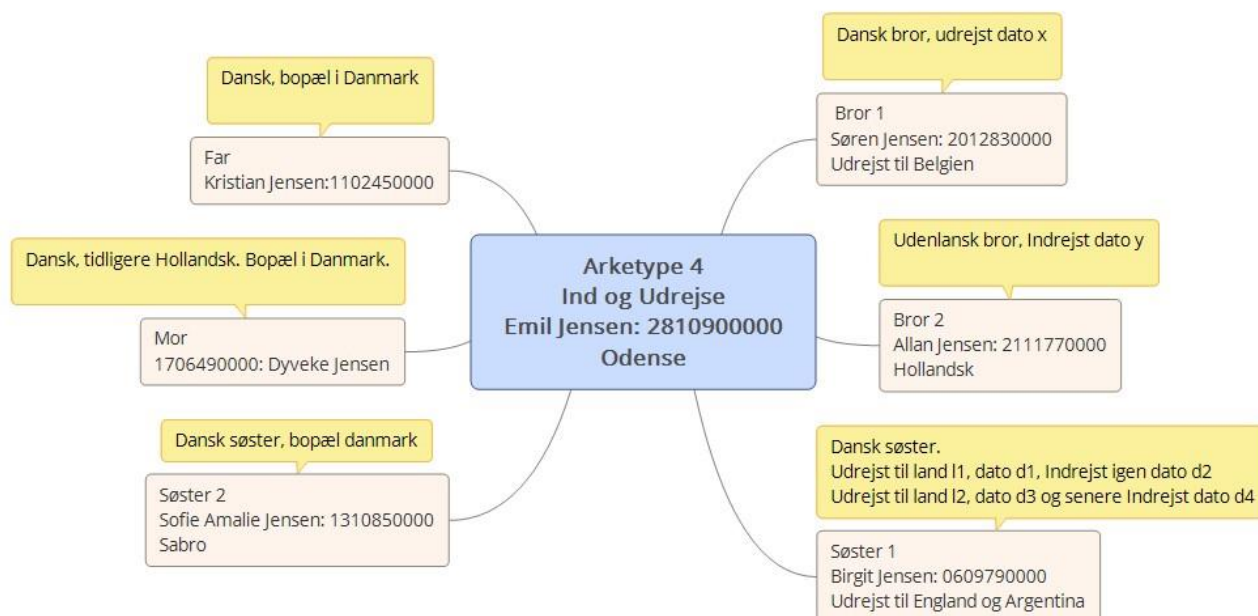 Dansk, bopæl i Danmark
Far
Kristian Jensen:1102450000
Dansk, tidligere Hollandsk. Bopæl i Danmark.
Mor
1706490000: Dyveke Jensen
Dansk søster, bopæl danmark
Søster 2
Sofie Amalie Jensen: 1310850000
Sabro
Arketype 4
Ind og Udrejse
Emil Jensen: 2810900000
Odense
Dansk bror, udrejst dato x
Bror 1
Søren Jensen: 2012830000
Udrejst til Belgien
Udenlansk bror, Indrejst dato y
Bror 2
Allan Jensen: 2111770000
Hollandsk
Dansk søster.
Udrejst til land l1, dato d1, Indrejst igen dato d2
Udrejst til land l2, dato d3 og senere Indrejst dato d4
Søster 1
Birgit Jensen: 0609790000
Udrejst til England og Argentina